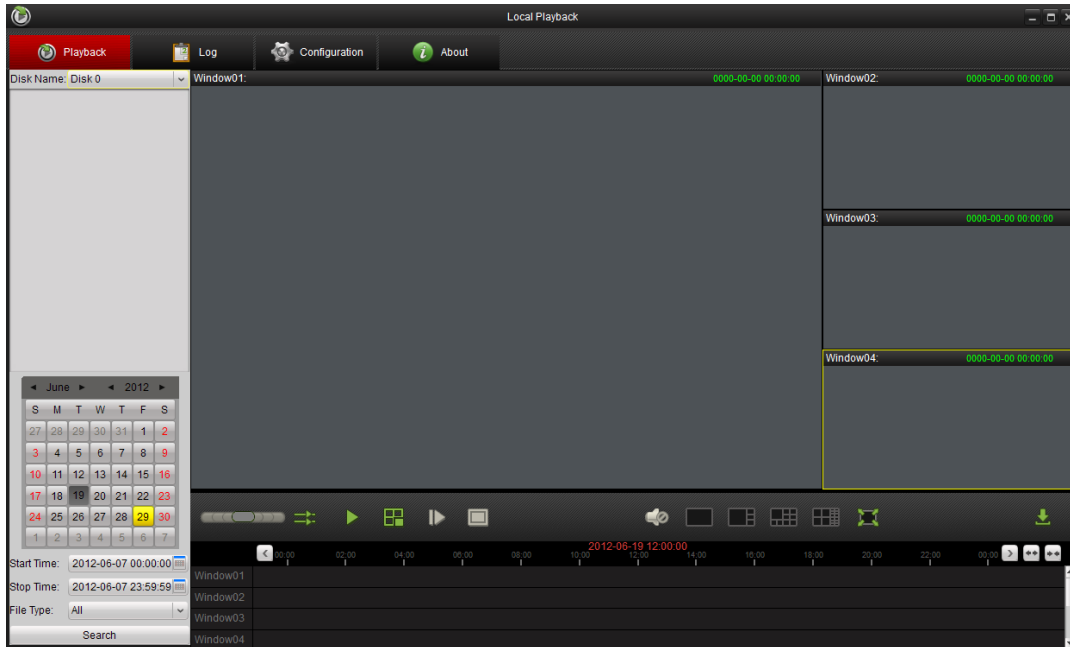 Local Playback
Playback Log Configuration About
Disk Name: Disk 0
Window01: 0000-00-00 00:00:00
Window02: 0000-00-00 00:00:00
Window03: 0000-00-00 00:00:00
Window04: 0000-00-00 00:00:00
June 2012
S M T W T F S
27 28 29 30 31 1 2
3 4 5 6 7 8 9
10 11 12 13 14 15 16
17 18 19 20 21 22 23
24 25 26 27 28 29 30
1 2 3 4 5 6 7
Start Time: 2012-06-07 00:00:00
Stop Time: 2012-06-07 23:59:59
File Type: All
Search
2012-06-19 12:00:00
00:00 02:00 04:00 06:00 08:00 10:00 12:00 14:00 16:00 18:00 20:00 22:00 00:00
Window01
Window02
Window03
Window04